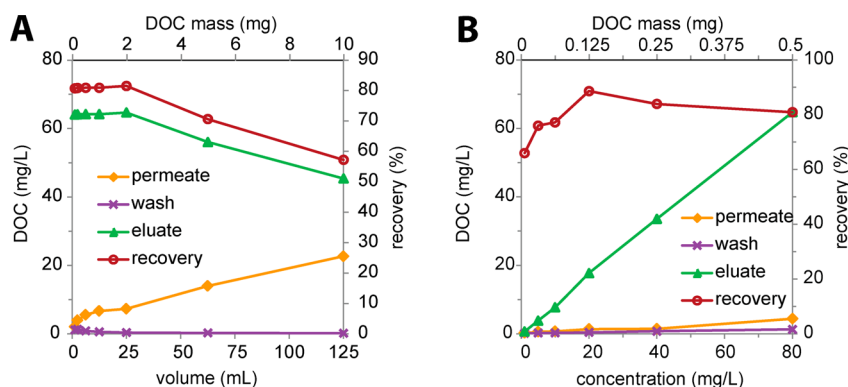 A
DOC mass (mg)
0 2 4 6 8 10
DOC (mg/L)
80
60
40
20
0
permeate
wash
eluate
recovery
90
80
70
60
50
40
30
20
10
0
recovery (%)
0 25 50 75 100 125
volume (mL)
B
DOC mass (mg)
0 0.125 0.25 0.375 0.5
DOC (mg/L)
80
60
40
20
0
permeate
wash
eluate
recovery
100
80
60
40
20
0
recovery (%)
0 20 40 60 80
concentration (mg/L)